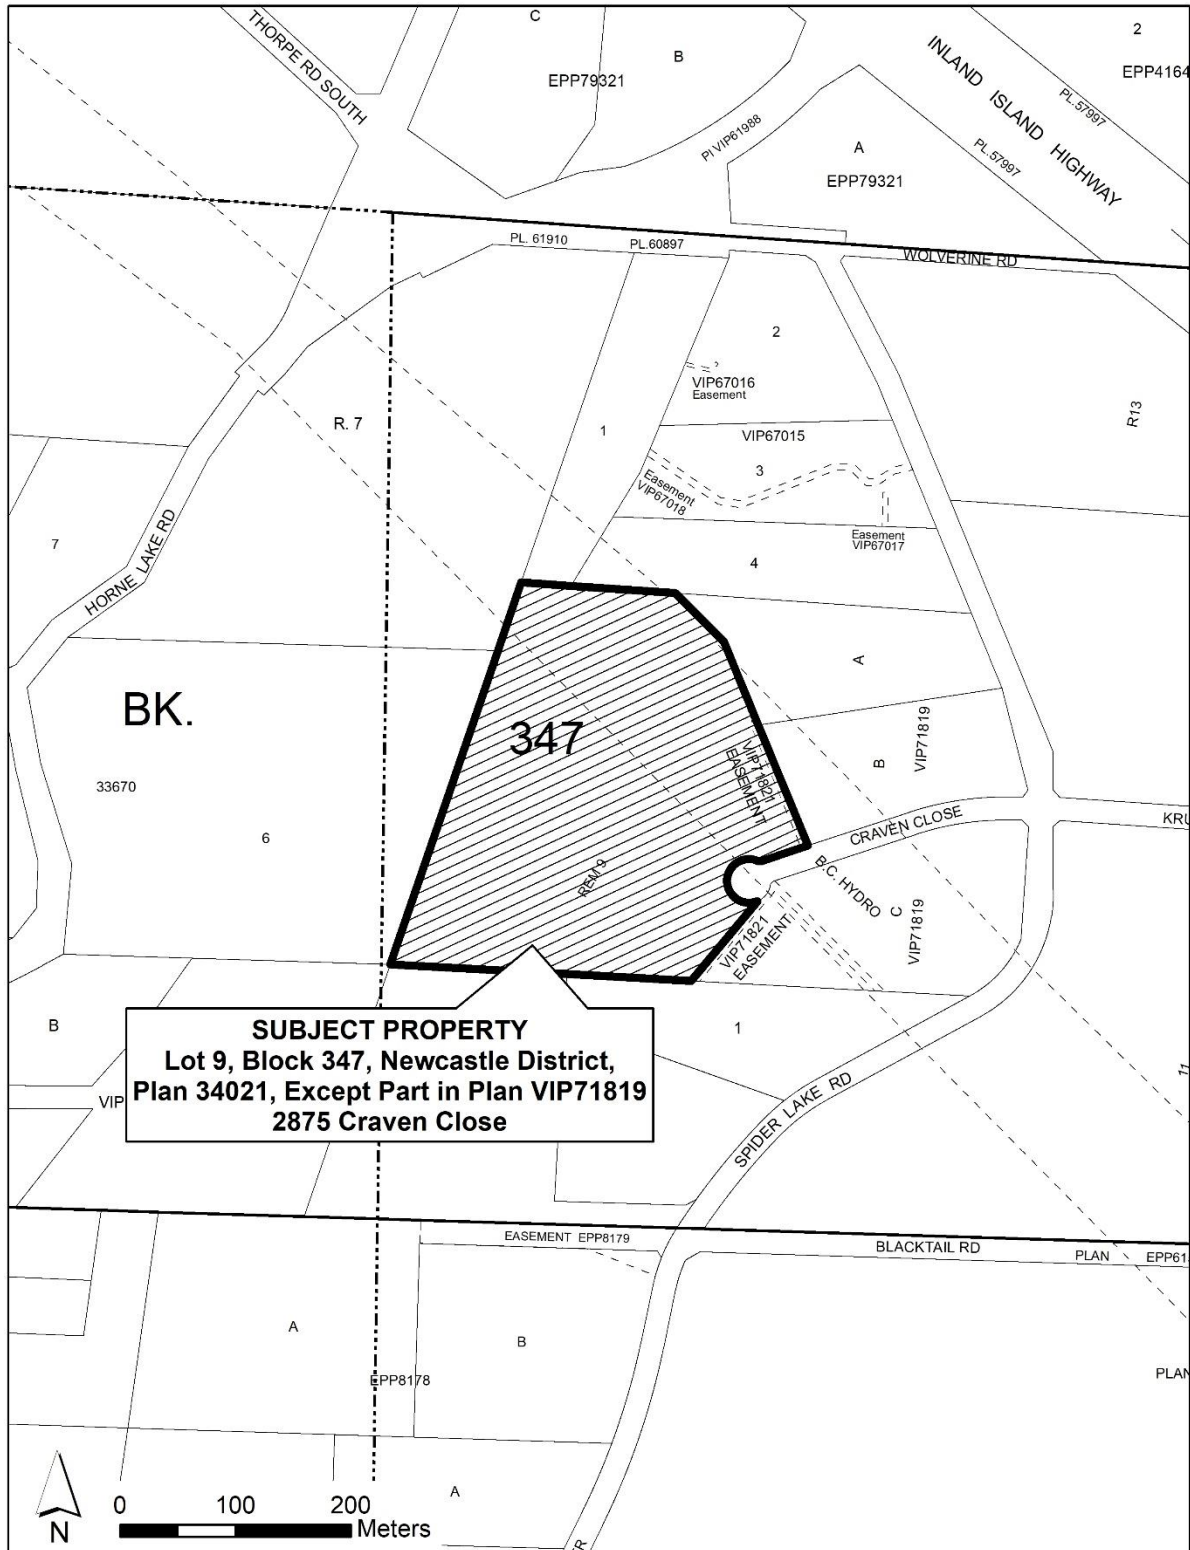 C
2
THORPE RD SOUTH
B
INLAND ISLAND HIGHWAY
EPP79321
EPP4164
PL.57997
Pl VIP61988
PL.57997
A
EPP79321
PL. 61910
PL.60897
WOLVERINE RD
2
VIP67016
Easement
R. 7
1
VIP67015
R13
3
Easement
VIP67018
7
Easement
VIP67017
HORNE LAKE RD
4
A
BK.
347
VIP71819
B
VIP71821
EASEMENT
33670
CRAVEN CLOSE
KRU
6
REM 9
B.C. HYDRO
C
VIP71819
VIP71821
EASEMENT
B
SUBJECT PROPERTY
Lot 9, Block 347, Newcastle District,
Plan 34021, Except Part in Plan VIP71819
2875 Craven Close
1
VIP
11
SPIDER LAKE RD
EASEMENT EPP8179
BLACKTAIL RD
PLAN
EPP61
A
B
EPP8178
PLAN
A
0 100 200
Meters
N
R